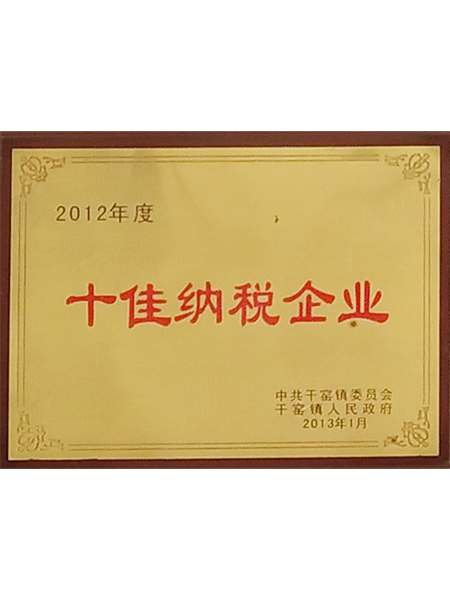 2012年度
十佳纳税企业
中共干窑镇委员会
干窑镇人民政府
2013年1月